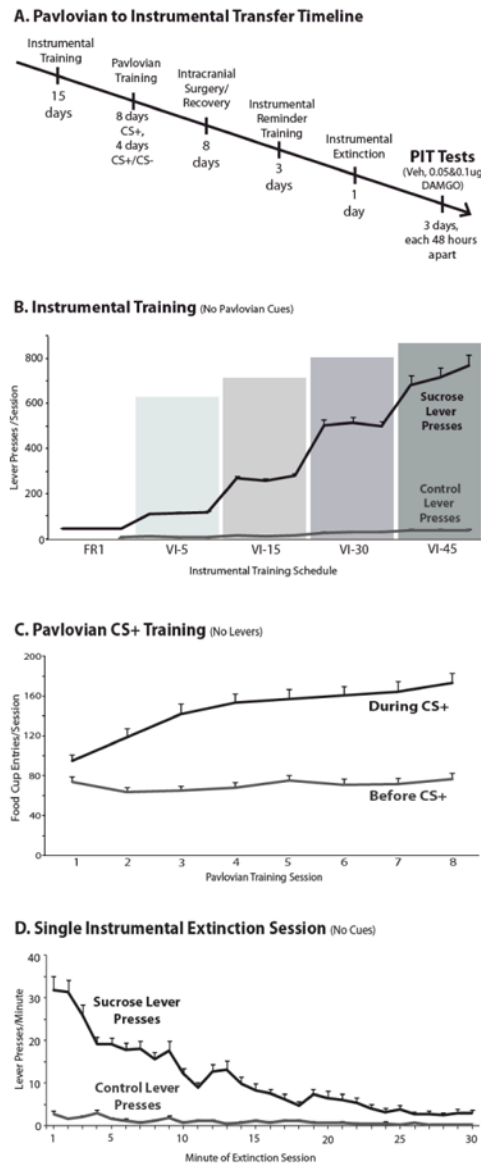 A. Pavlovian to Instrumental Transfer Timeline
Instrumental
Training
15
days
Pavlovian
Training
8 days
CS+,
4 days
CS+/CS-
Intracranial
Surgery/
Recovery
8
days
Instrumental
Reminder
Training
3
days
Instrumental
Extinction
1
day
PIT Tests
(Veh, 0.05&0.1ug
DAMGO)
3 days,
each 48 hours
apart
B. Instrumental Training (No Pavlovian Cues)
Lever Presses/Session
800
600
400
200
0
Sucrose
Lever
Presses
Control
Lever
Presses
FR1 VI-5 VI-15 VI-30 VI-45
Instrumental Training Schedule
C. Pavlovian CS+ Training (No Levers)
Food Cup Entries/Session
200
160
120
80
40
0
During CS+
Before CS+
1 2 3 4 5 6 7 8
Pavlovian Training Session
D. Single Instrumental Extinction Session (No Cues)
Lever Presses/Minute
40
30
20
10
0
Sucrose Lever
Presses
Control Lever
Presses
1 5 10 15 20 25 30
Minute of Extinction Session